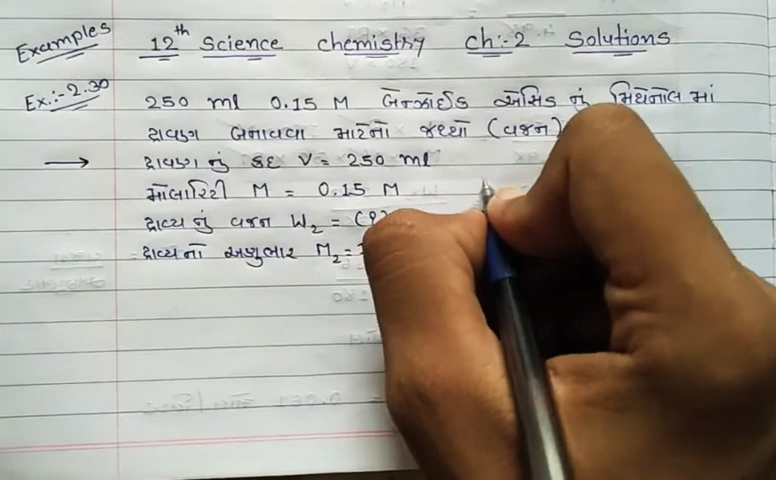 Examples 12th Science chemistry ch:-2 Solutions
Ex.:-2.30 250 ml 0.15 M બેન્ઝોઈક એસિડ નું મિથેનોલ માં
દ્રાવણ બનાવવા માટેનો જથ્થો (વજન)
→ દ્રાવણ નું કદ V = 250 ml
મોલારિટી M = 0.15 M
દ્રાવ્ય નું વજન W₂ = (?)
દ્રાવ્યનો અણુભાર M₂ =